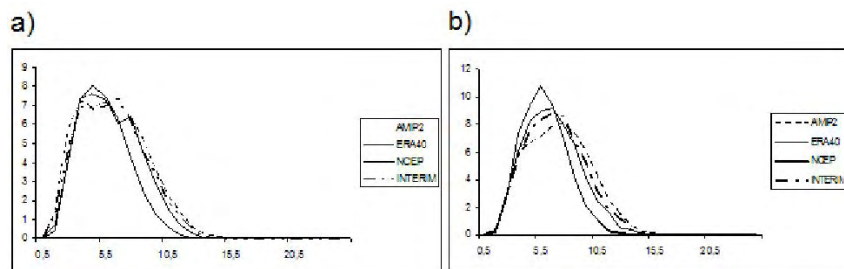 a)
b)
9
8
7
6
5
4
3
2
1
0
0,5
5,5
10,5
15,5
20,5
AMIP2
ERA40
NCEP
INTERIM
12
10
8
6
4
2
0
0,5
5,5
10,5
15,5
20,5
AMIP2
ERA40
NCEP
INTERIM